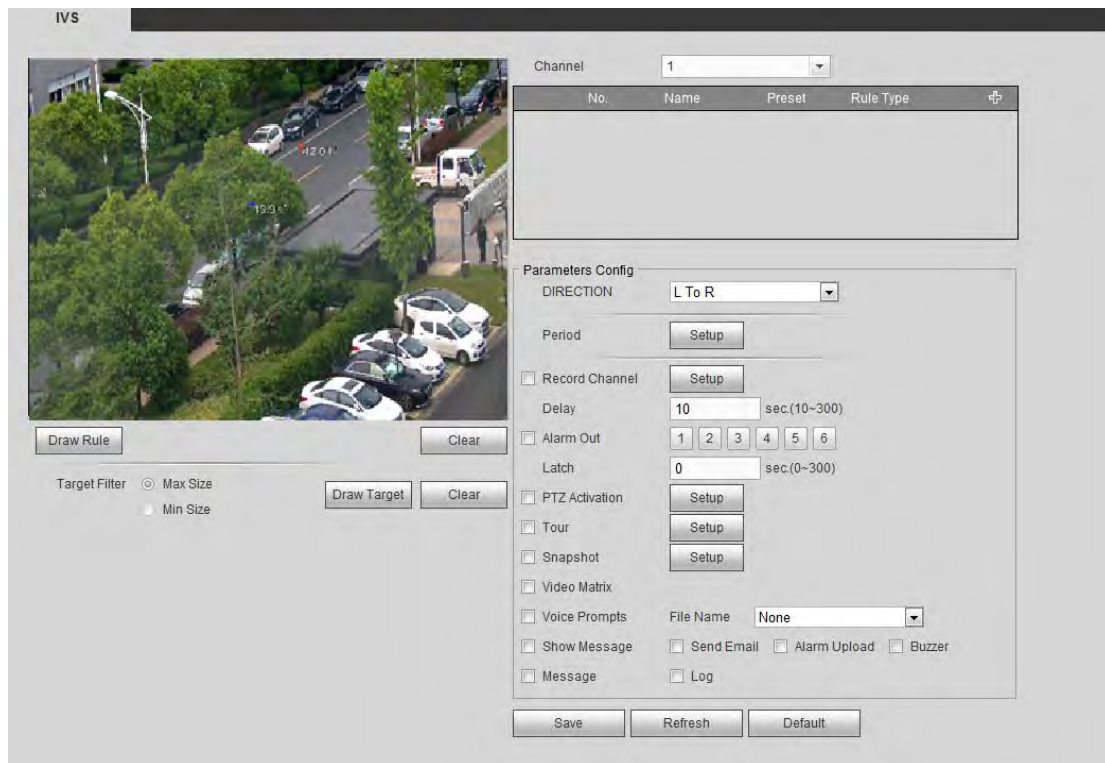 IVS
Channel 1
No. Name Preset Rule Type
Parameters Config
DIRECTION L To R
Period Setup
Record Channel Setup
Delay 10 sec.(10~300)
Alarm Out 1 2 3 4 5 6
Latch 0 sec.(0~300)
PTZ Activation Setup
Tour Setup
Snapshot Setup
Video Matrix
Voice Prompts File Name None
Show Message Send Email Alarm Upload Buzzer
Message Log
Save Refresh Default
Draw Rule Clear
Target Filter Max Size Draw Target Clear
Min Size